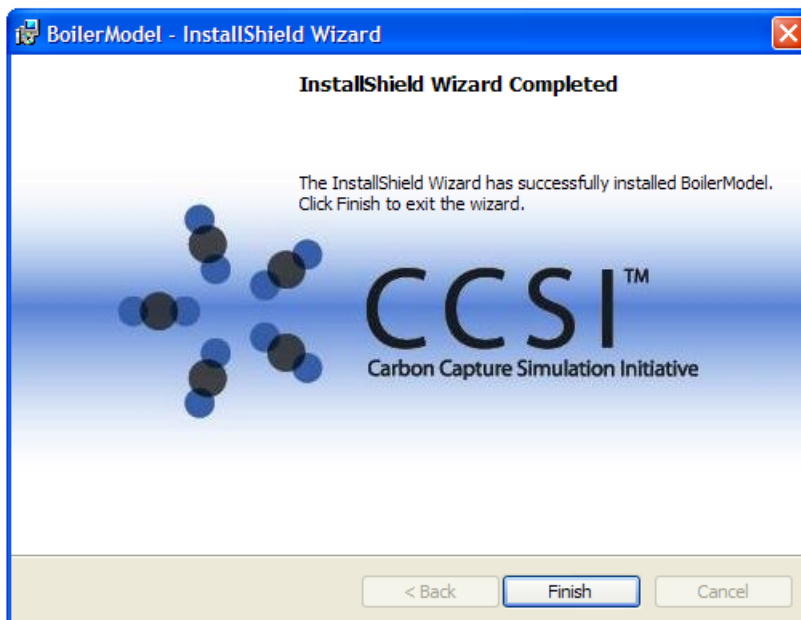 BoilerModel - InstallShield Wizard
InstallShield Wizard Completed
The InstallShield Wizard has successfully installed BoilerModel.
Click Finish to exit the wizard.
CCSI™
Carbon Capture Simulation Initiative
< Back
Finish
Cancel